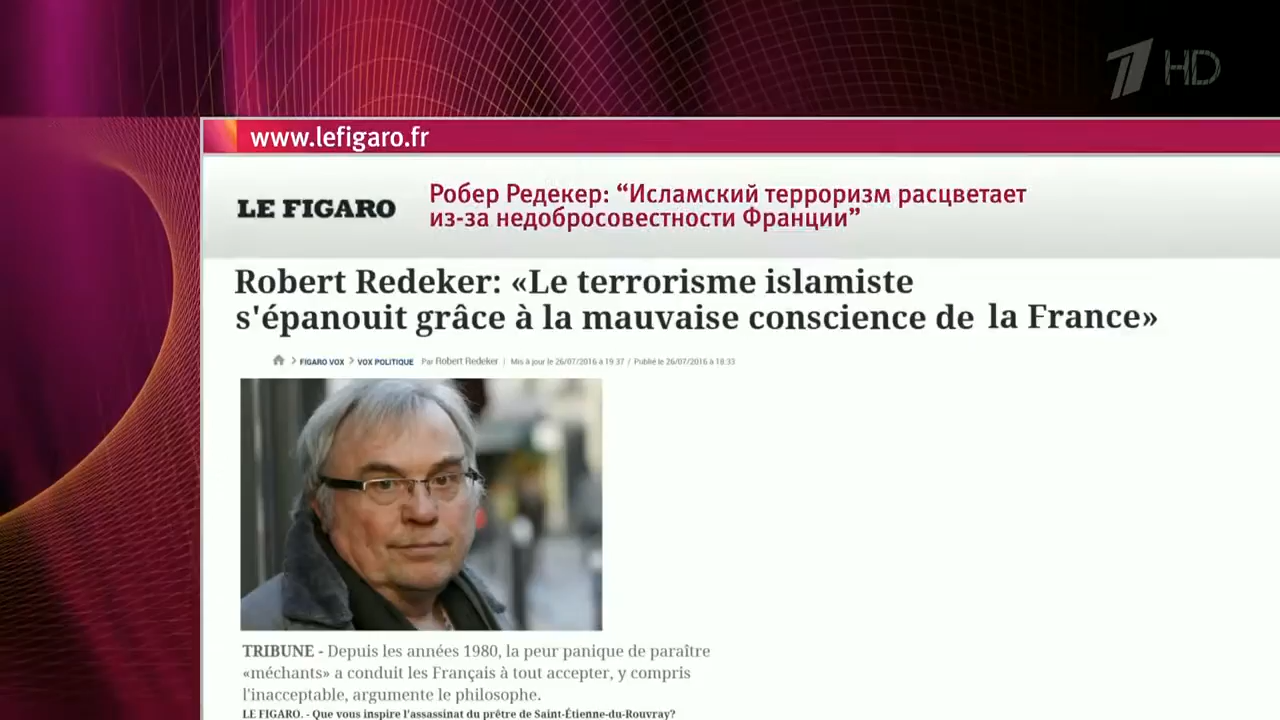 1 HD
www.lefigaro.fr
LE FIGARO
Робер Редекер: “Исламский терроризм расцветает
из-за недобросовестности Франции”
Robert Redeker: «Le terrorisme islamiste
s'épanouit grâce à la mauvaise conscience de la France»
FIGARO VOX VOX POLITIQUE Par Robert Redeker | Mis à jour le 26/07/2016 à 19:37 / Publié le 26/07/2016 à 18:33
TRIBUNE - Depuis les années 1980, la peur panique de paraître
«méchants» a conduit les Français à tout accepter, y compris
l'inacceptable, argumente le philosophe.
LE FIGARO. - Que vous inspire l'assassinat du prêtre de Saint-Étienne-du-Rouvray?